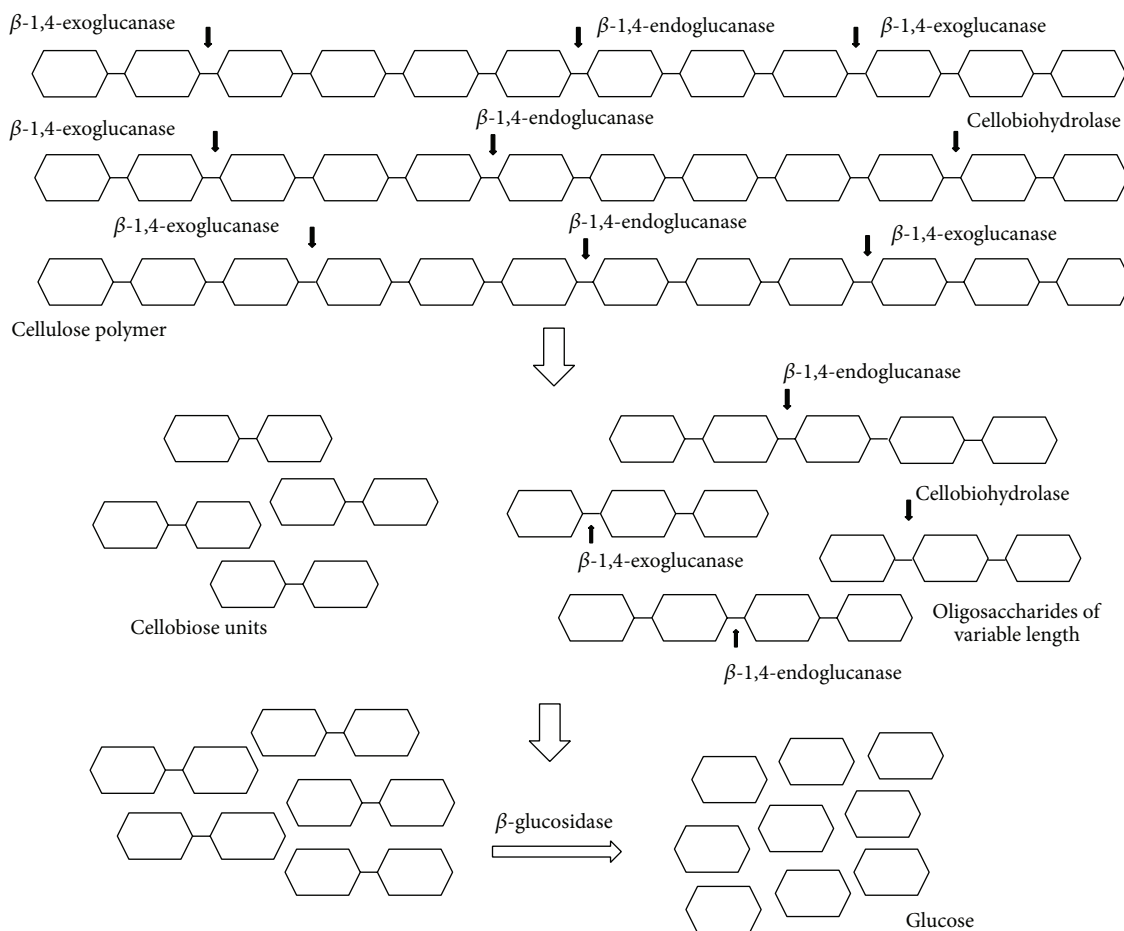 β-1,4-exoglucanase
β-1,4-endoglucanase
β-1,4-exoglucanase
Cellobiohydrolase
β-1,4-exoglucanase
β-1,4-endoglucanase
β-1,4-exoglucanase
β-1,4-endoglucanase
β-1,4-exoglucanase
Cellulose polymer
β-1,4-endoglucanase
Cellobiohydrolase
β-1,4-exoglucanase
Cellobiose units
Oligosaccharides of
variable length
β-1,4-endoglucanase
β-glucosidase
Glucose